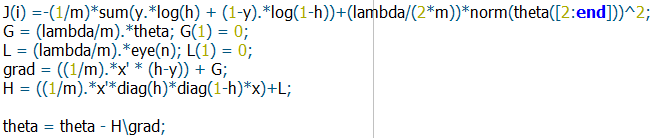 J(i) =-(1/m)*sum(y.*log(h) + (1-y).*log(1-h))+(lambda/(2*m))*norm(theta([2:end]))^2;
G = (lambda/m).*theta; G(1) = 0;
L = (lambda/m).*eye(n); L(1) = 0;
grad = ((1/m).*x' * (h-y)) + G;
H = ((1/m).*x'*diag(h)*diag(1-h)*x)+L;
theta = theta - H\grad;